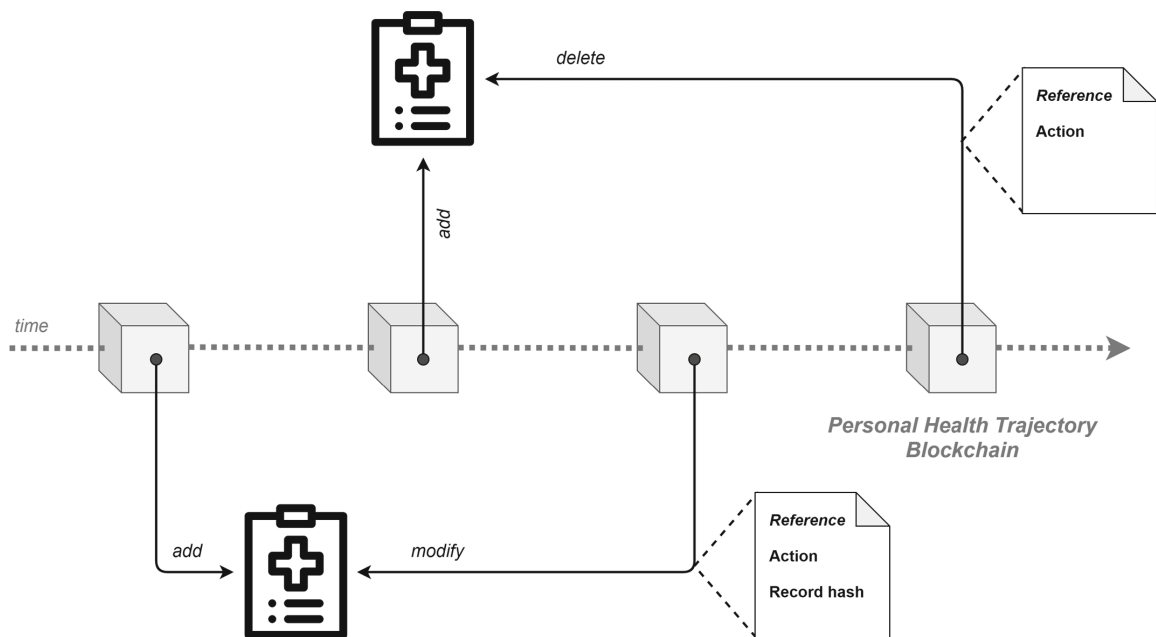 delete
Reference
Action
add
time
Personal Health Trajectory
Blockchain
add
modify
Reference
Action
Record hash